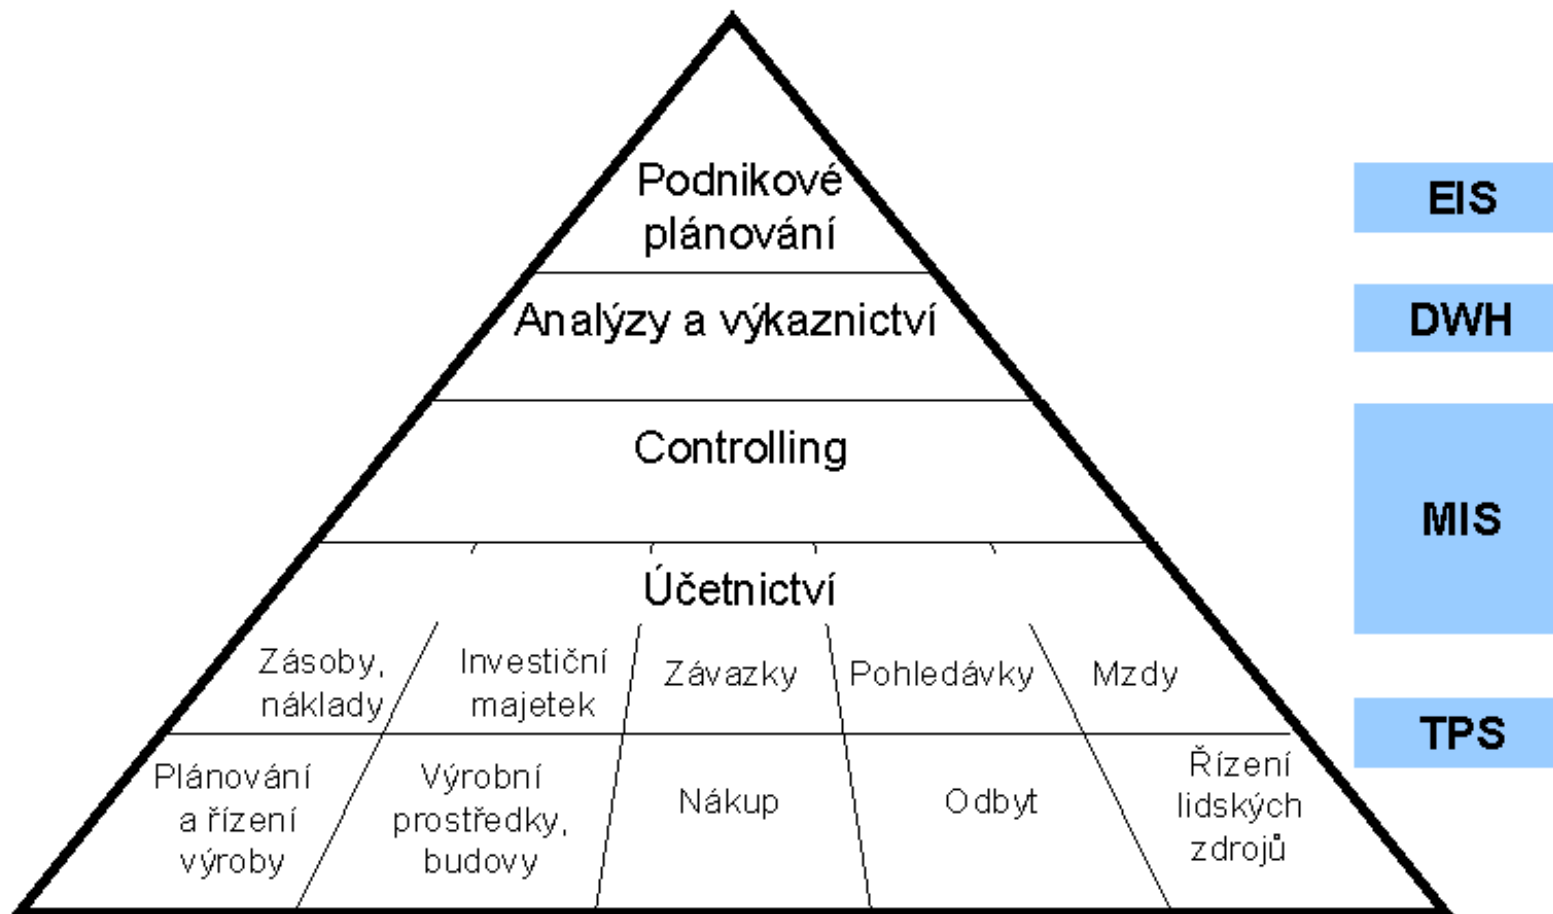 Podnikové
plánování
EIS
Analýzy a výkaznictví
DWH
Controlling
MIS
Účetnictví
Zásoby,
náklady
Investiční
majetek
Závazky
Pohledávky
Mzdy
TPS
Plánování
a řízení
výroby
Výrobní
prostředky,
budovy
Nákup
Odbyt
Řízení
lidských
zdrojů